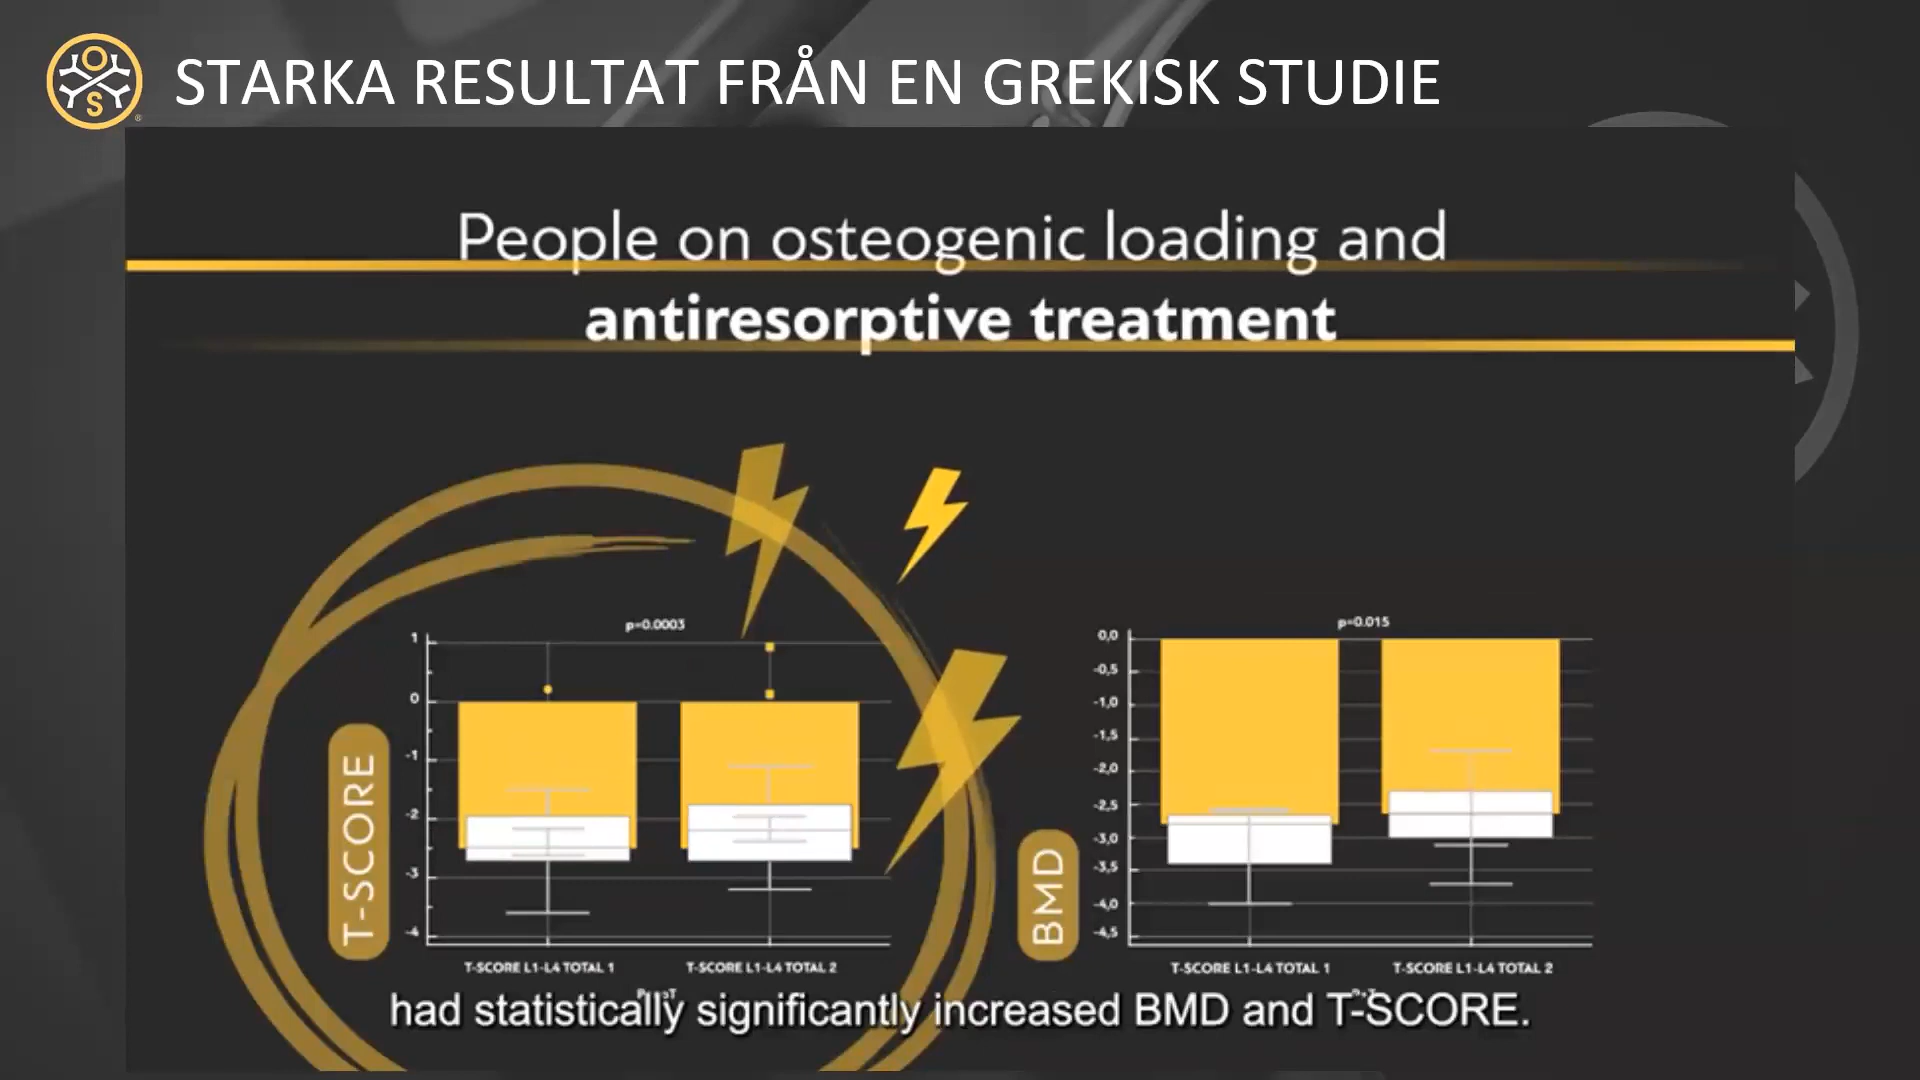 STARKA RESULTAT FRÅN EN GREKISK STUDIE
OS
®
People on osteogenic loading and
antiresorptive treatment
T-SCORE
p=0.0003
1
0
-1
-2
-3
-4
T-SCORE L1-L4 TOTAL 1
T-SCORE L1-L4 TOTAL 2
BMD
p=0.015
0,0
-0,5
-1,0
-1,5
-2,0
-2,5
-3,0
-3,5
-4,0
-4,5
T-SCORE L1-L4 TOTAL 1
T-SCORE L1-L4 TOTAL 2
had statistically significantly increased BMD and T-SCORE.